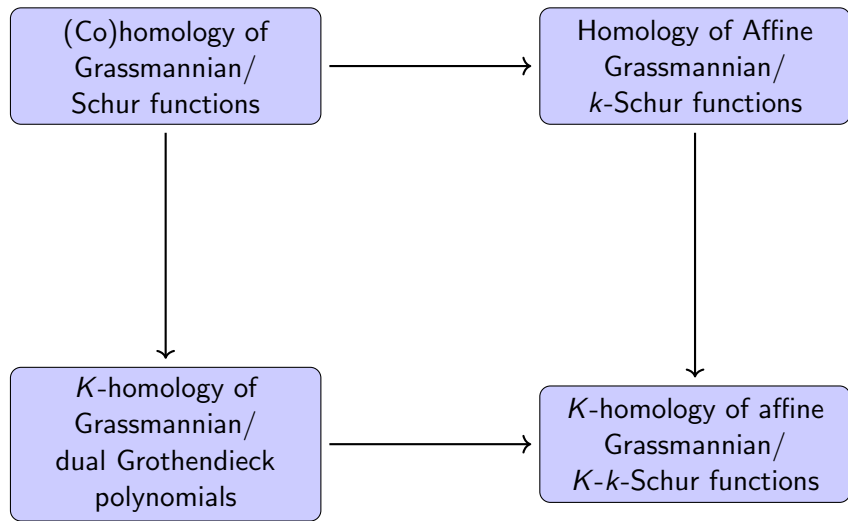 (Co)homology of
Grassmannian/
Schur functions
Homology of Affine
Grassmannian/
k-Schur functions
K-homology of
Grassmannian/
dual Grothendieck
polynomials
K-homology of affine
Grassmannian/
K-k-Schur functions